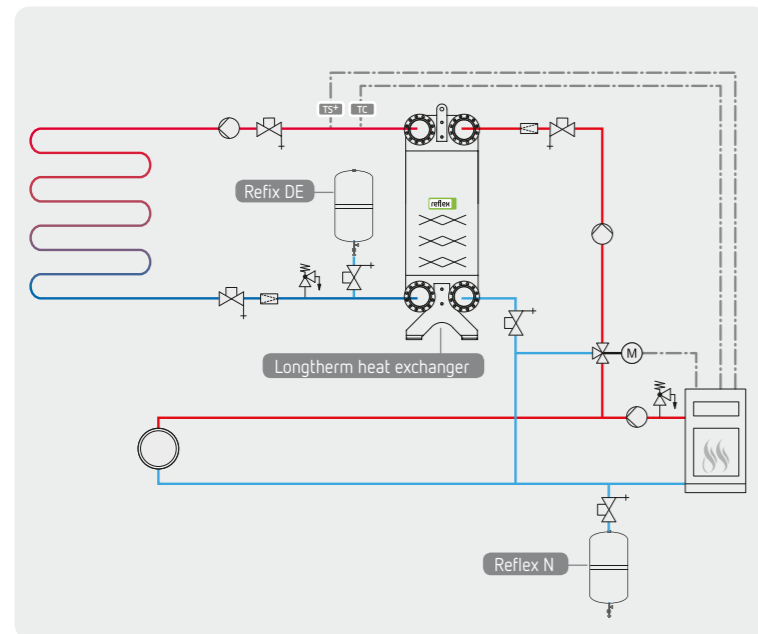 TS+ TC
Refix DE
reflex
Longtherm heat exchanger
M
Reflex N